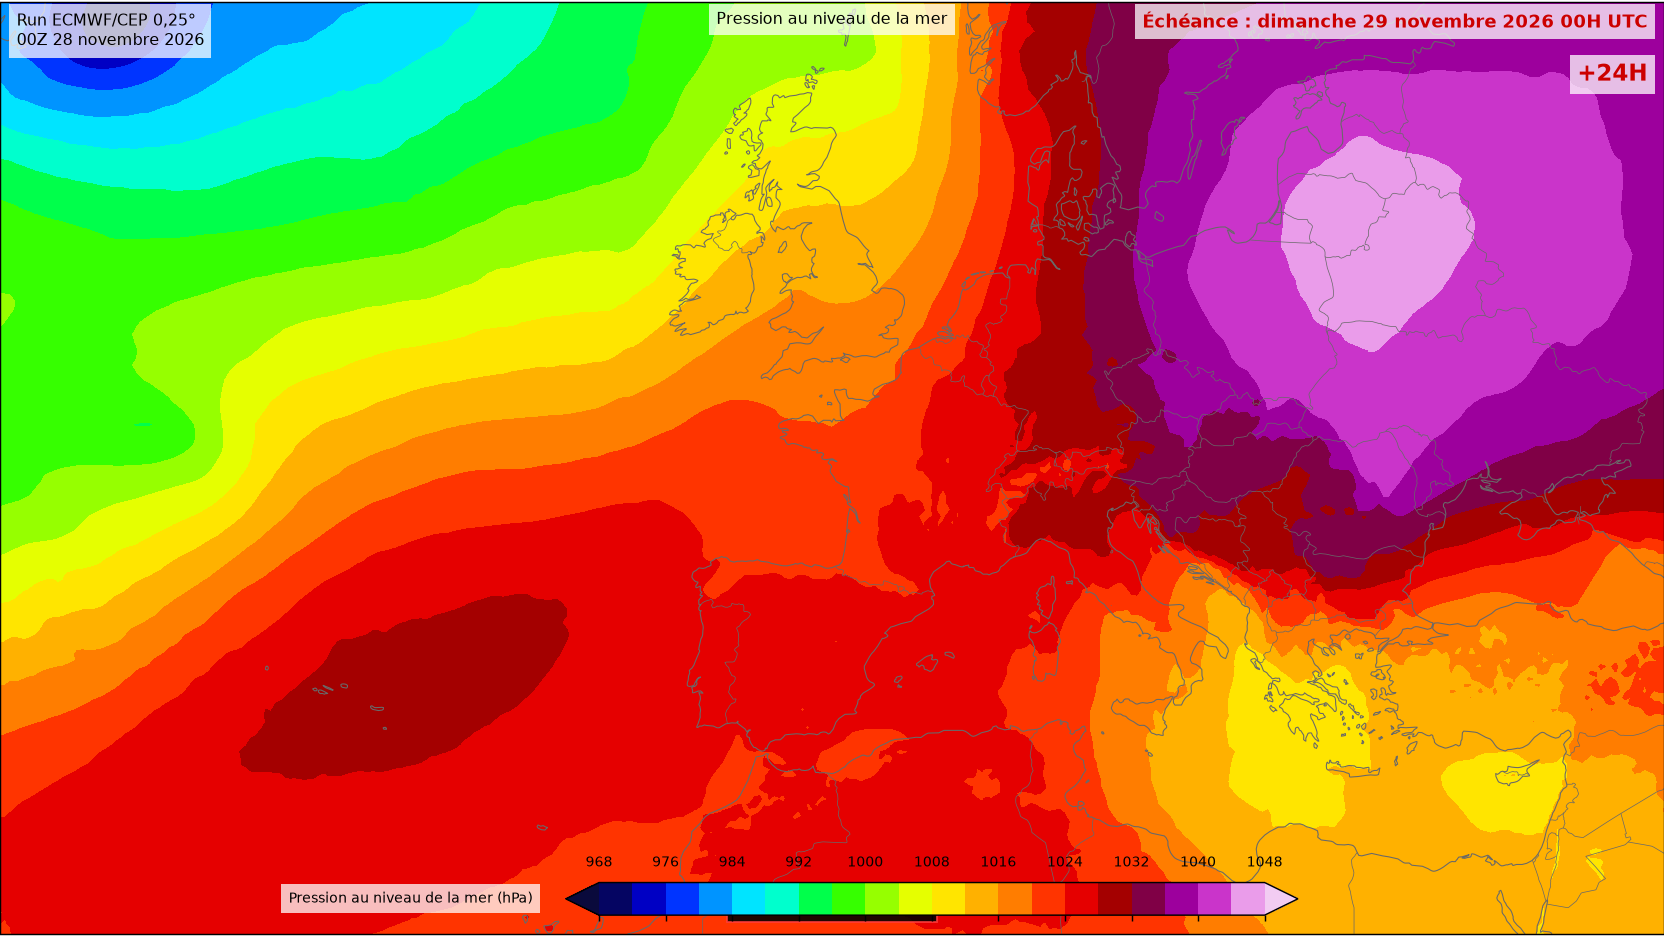 Run ECMWF/CEP 0,25°
00Z 28 novembre 2026
Pression au niveau de la mer
Échéance : dimanche 29 novembre 2026 00H UTC
+24H
968 976 984 992 1000 1008 1016 1024 1032 1040 1048
Pression au niveau de la mer (hPa)